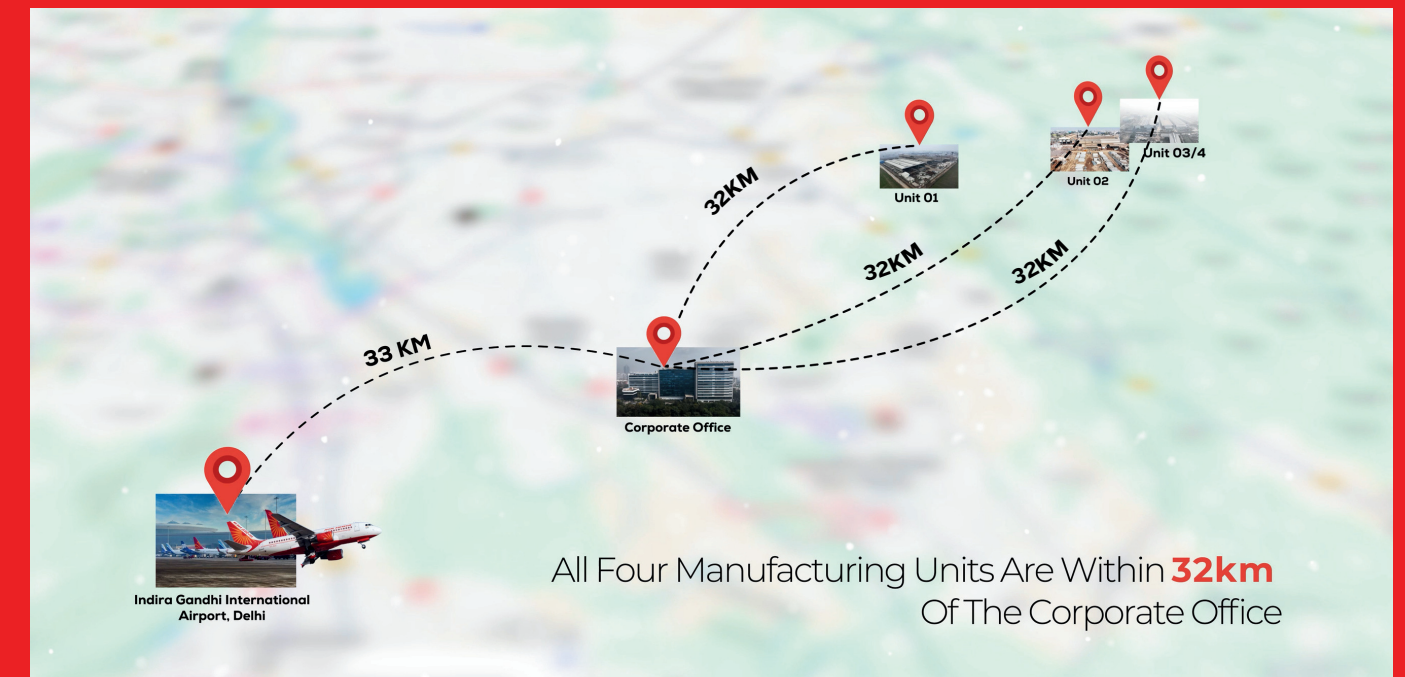 32KM
Unit 01
Unit 02
Unit 03/4
32KM
32KM
33 KM
Corporate Office
Indira Gandhi International
Airport, Delhi
All Four Manufacturing Units Are Within 32km
Of The Corporate Office